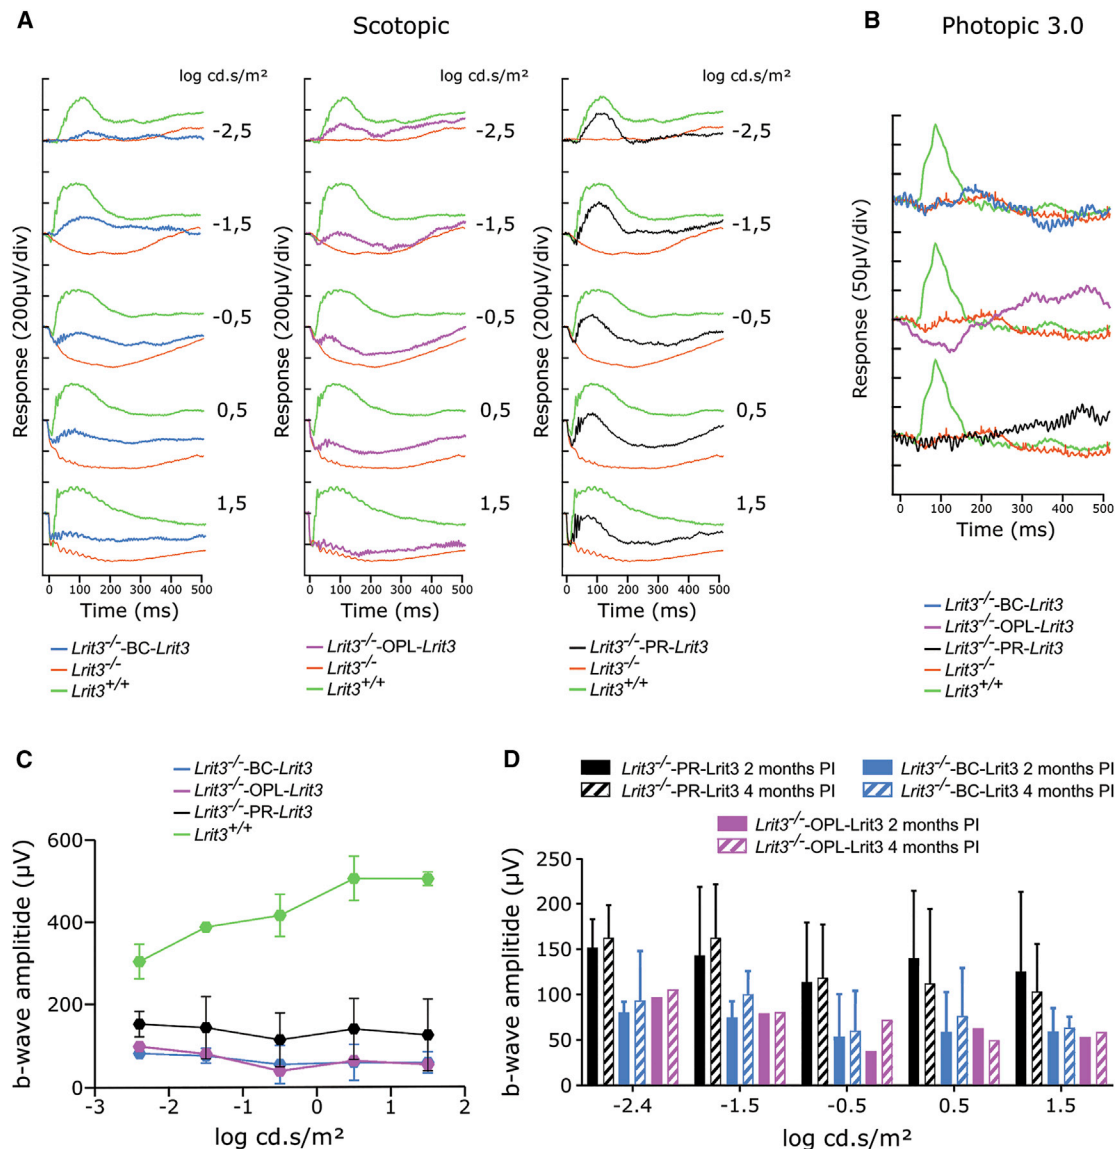 A
Scotopic
B
Photopic 3.0
log cd.s/m²
log cd.s/m²
log cd.s/m²
-2,5
-2,5
-2,5
-1,5
-1,5
-1,5
-0,5
-0,5
-0,5
0,5
0,5
0,5
1,5
1,5
1,5
Response (200µV/div)
Response (200µV/div)
Response (200µV/div)
Response (50µV/div)
0 100 200 300 400 500
0 100 200 300 400 500
0 100 200 300 400 500
0 100 200 300 400 500
Time (ms)
Time (ms)
Time (ms)
Time (ms)
Lrit3-/--BC-Lrit3
Lrit3-/-
Lrit3+/+
Lrit3-/--OPL-Lrit3
Lrit3-/-
Lrit3+/+
Lrit3-/--PR-Lrit3
Lrit3-/-
Lrit3+/+
Lrit3-/--BC-Lrit3
Lrit3-/--OPL-Lrit3
Lrit3-/--PR-Lrit3
Lrit3-/-
Lrit3+/+
C
Lrit3-/--BC-Lrit3
Lrit3-/--OPL-Lrit3
Lrit3-/--PR-Lrit3
Lrit3+/+
b-wave amplitide (µV)
600
400
200
0
-3 -2 -1 0 1 2
log cd.s/m²
D
Lrit3-/--PR-Lrit3 2 months PI
Lrit3-/--PR-Lrit3 4 months PI
Lrit3-/--BC-Lrit3 2 months PI
Lrit3-/--BC-Lrit3 4 months PI
Lrit3-/--OPL-Lrit3 2 months PI
Lrit3-/--OPL-Lrit3 4 months PI
b-wave amplitide (µV)
250
200
150
100
50
0
-2.4 -1.5 -0.5 0.5 1.5
log cd.s/m²